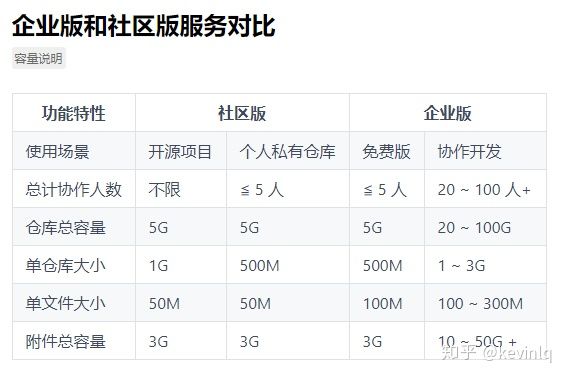 企业版和社区版服务对比
容量说明
功能特性 社区版 企业版
使用场景 开源项目 个人私有仓库 免费版 协作开发
总计协作人数 不限 ≦ 5 人 ≦ 5 人 20 ~ 100 人+
仓库总容量 5G 5G 5G 20 ~ 100G
单仓库大小 1G 500M 500M 1 ~ 3G
单文件大小 50M 50M 100M 100 ~ 300M
附件总容量 3G 3G 3G 10 ~ 50G +
知乎 @kevinlq